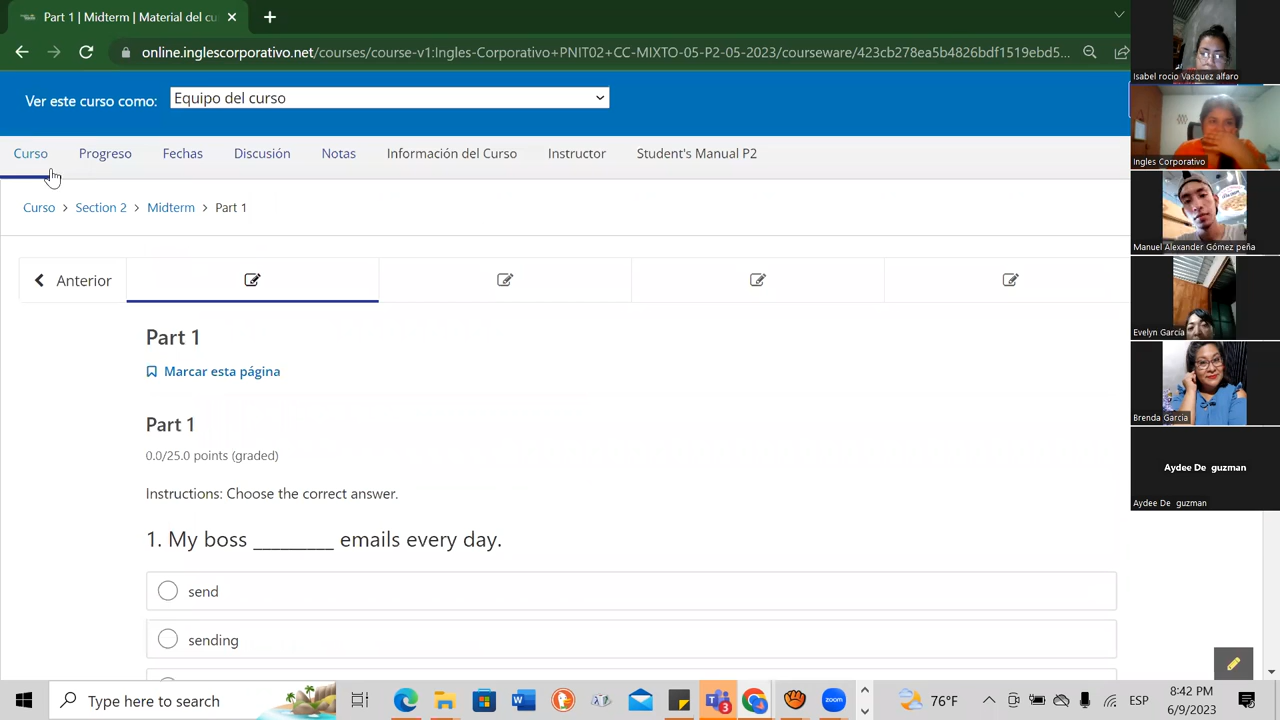 Part 1 | Midterm | Material del cu
online.inglescorporativo.net/courses/course-v1:Ingles-Corporativo+PNIT02+CC-MIXTO-05-P2-05-2023/courseware/423cb278ea5b4826bdf1519ebd5...
Ver este curso como: Equipo del curso
Curso Progreso Fechas Discusión Notas Información del Curso Instructor Student's Manual P2
Curso > Section 2 > Midterm > Part 1
Anterior
Part 1
Marcar esta página
Part 1
0.0/25.0 points (graded)
Instructions: Choose the correct answer.
1. My boss _________ emails every day.
send
sending
Isabel rocio Vasquez alfaro
Ingles Corporativo
Manuel Alexander Gómez peña
Evelyn García
Brenda Garcia
Aydee De guzman
Aydee De guzman
Type here to search
3
zoom
76°F
ESP
8:42 PM
6/9/2023